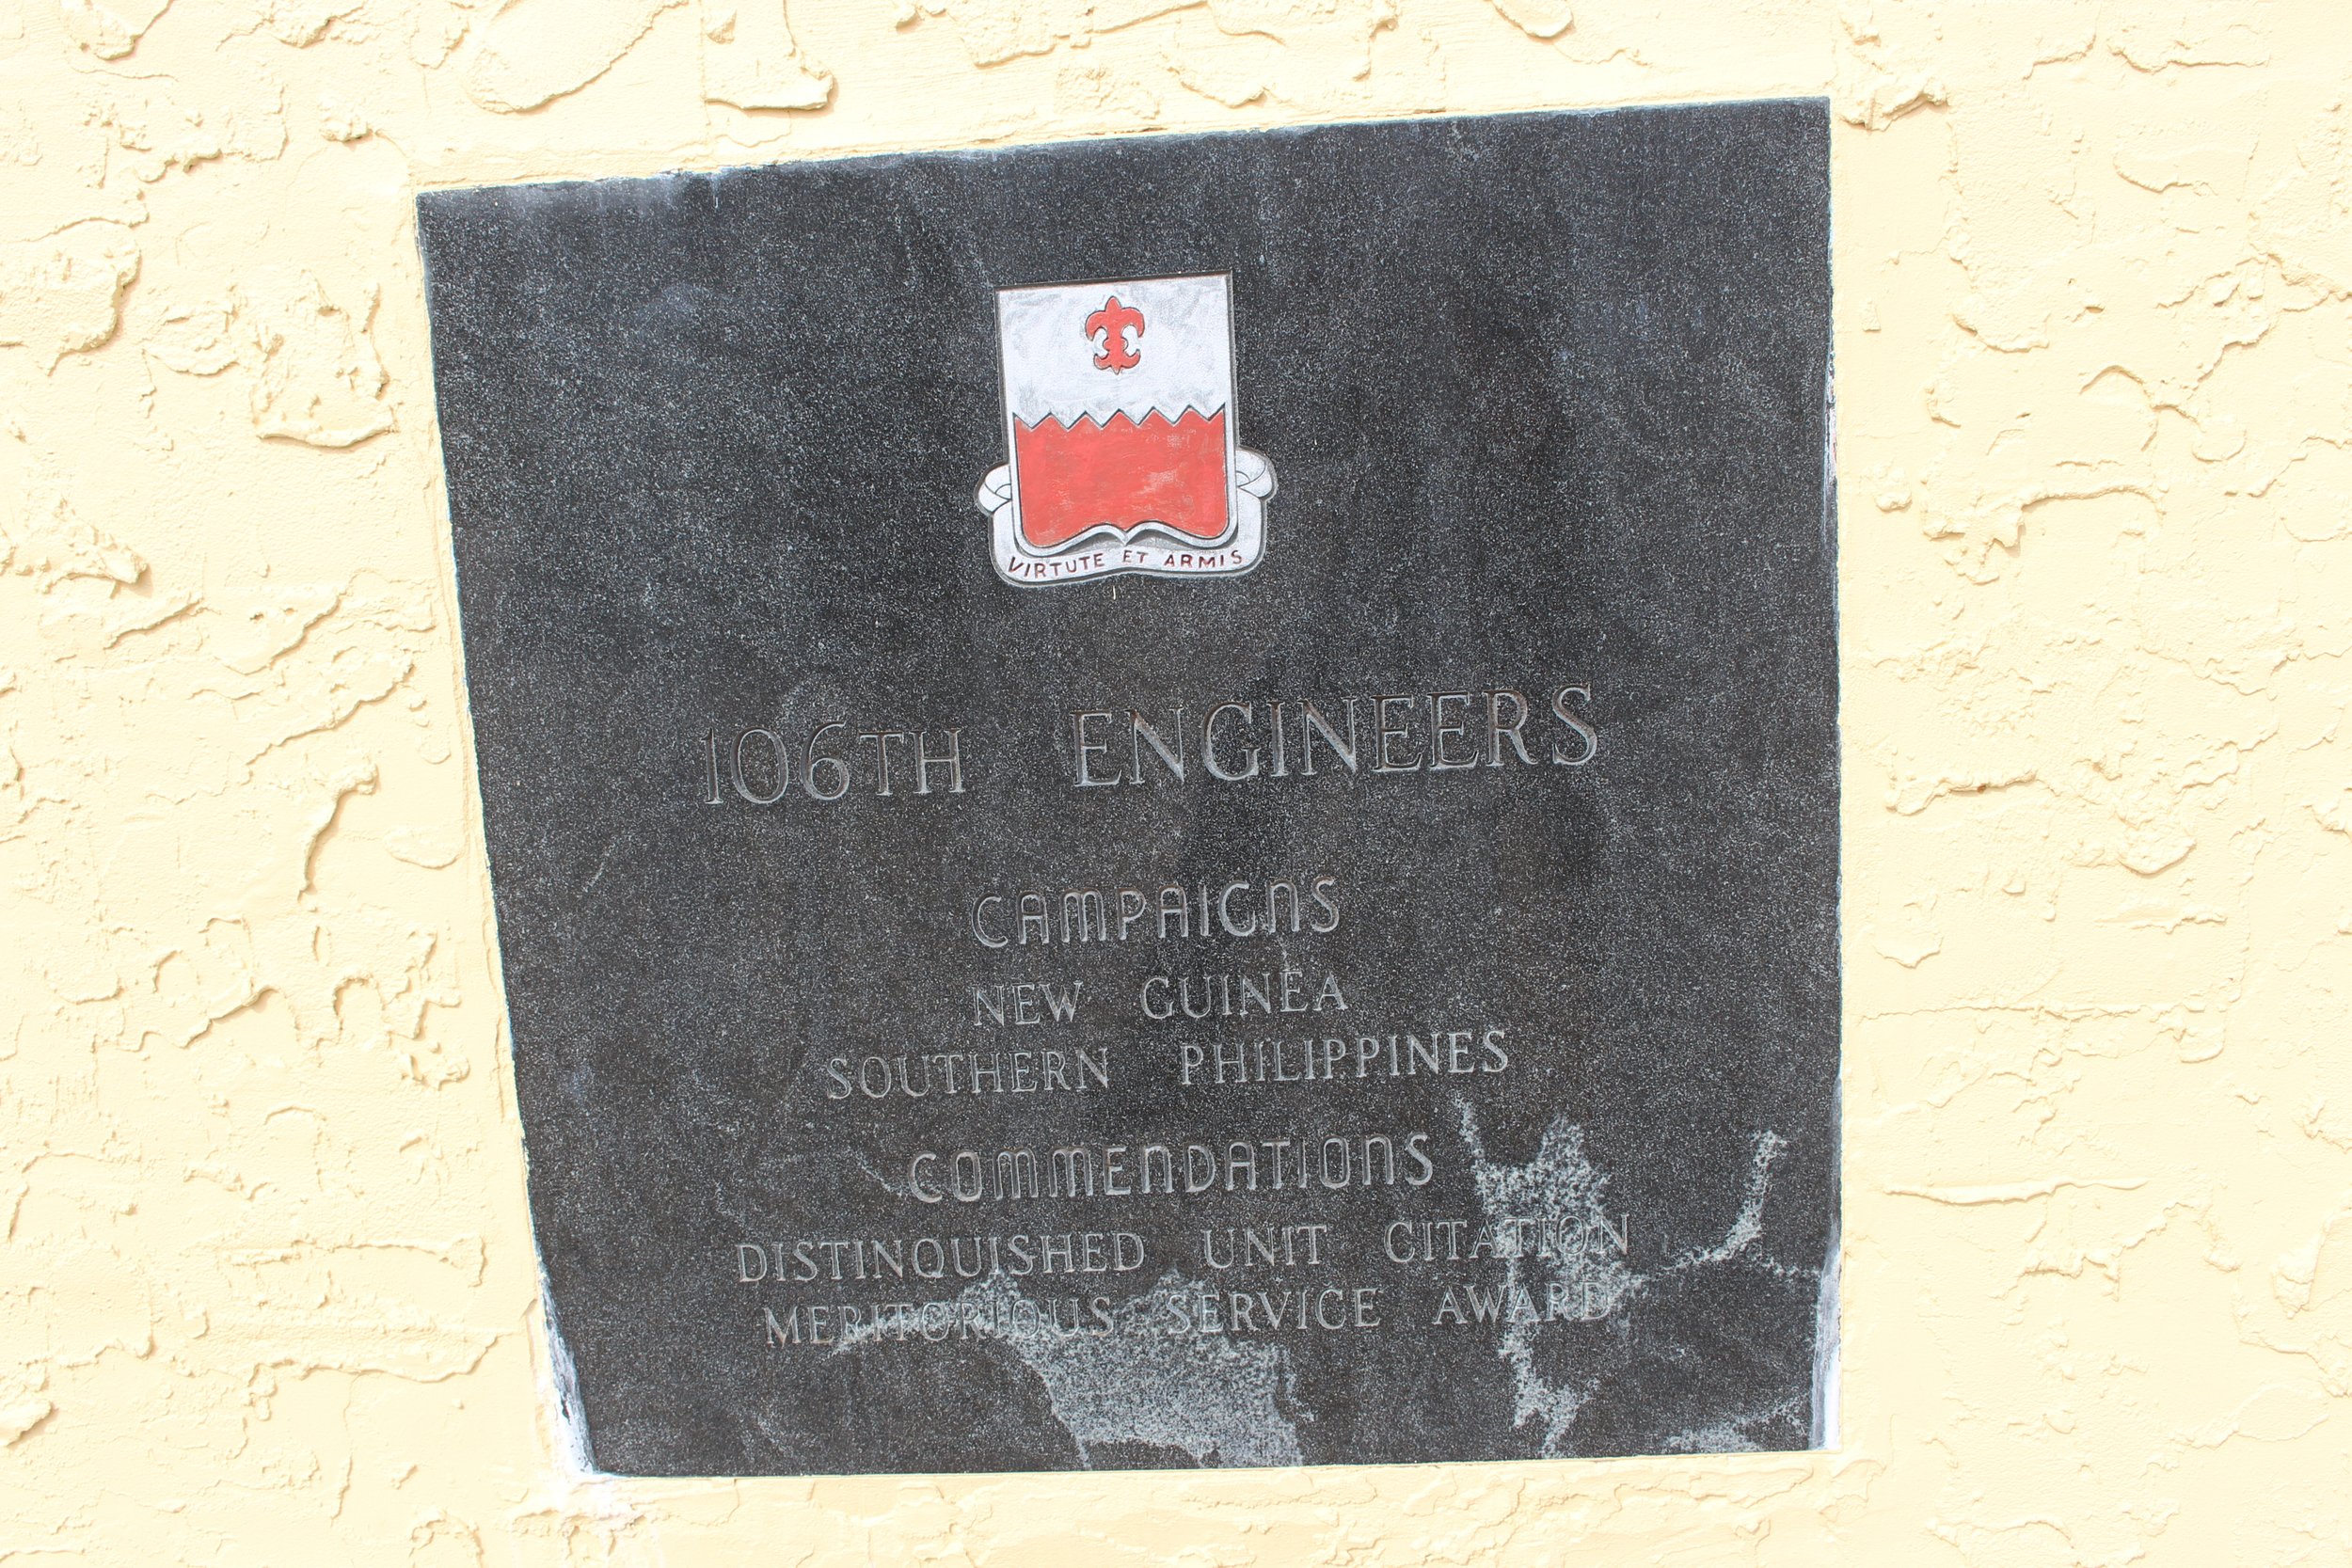 VIRTUTE ET ARMIS
106TH ENGINEERS
CAMPAIGNS
NEW GUINEA
SOUTHERN PHILIPPINES
COMMENDATIONS
DISTINQUISHED UNIT CITATION
MERITORIOUS SERVICE AWARD